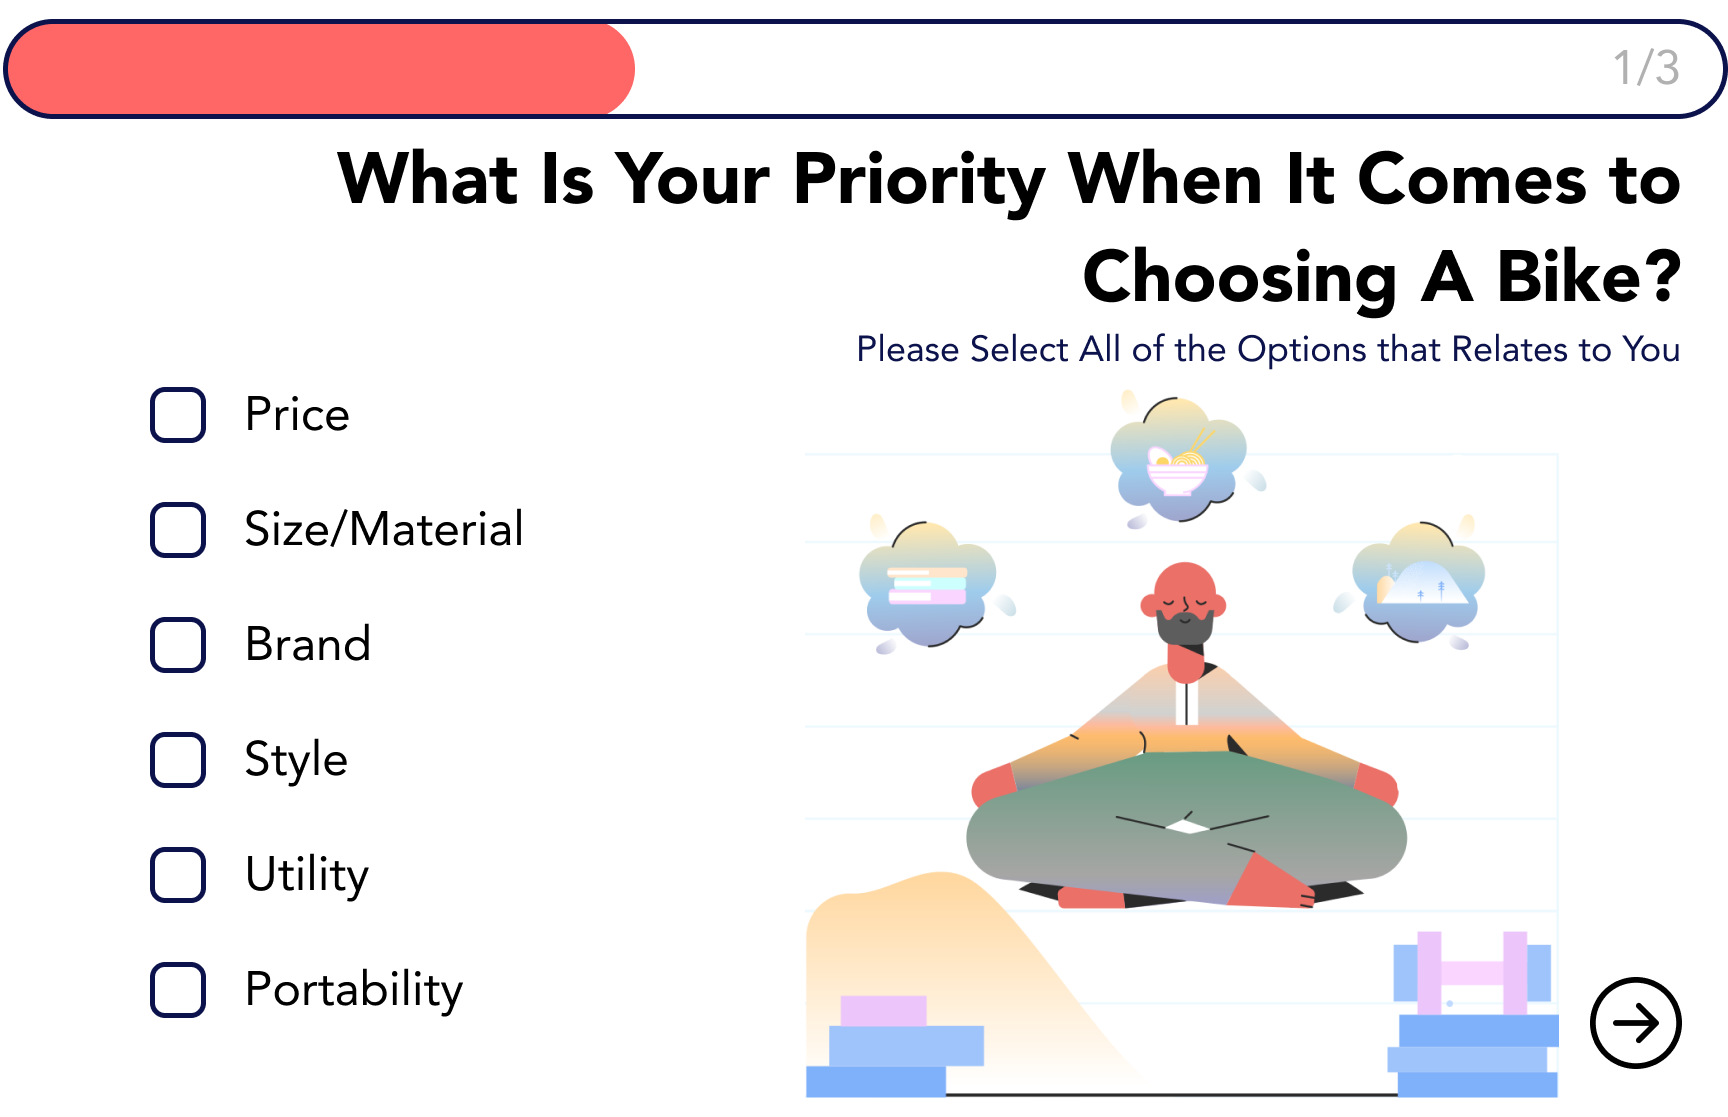 1/3
What Is Your Priority When It Comes to
Choosing A Bike?
Please Select All of the Options that Relates to You
Price
Size/Material
Brand
Style
Utility
Portability